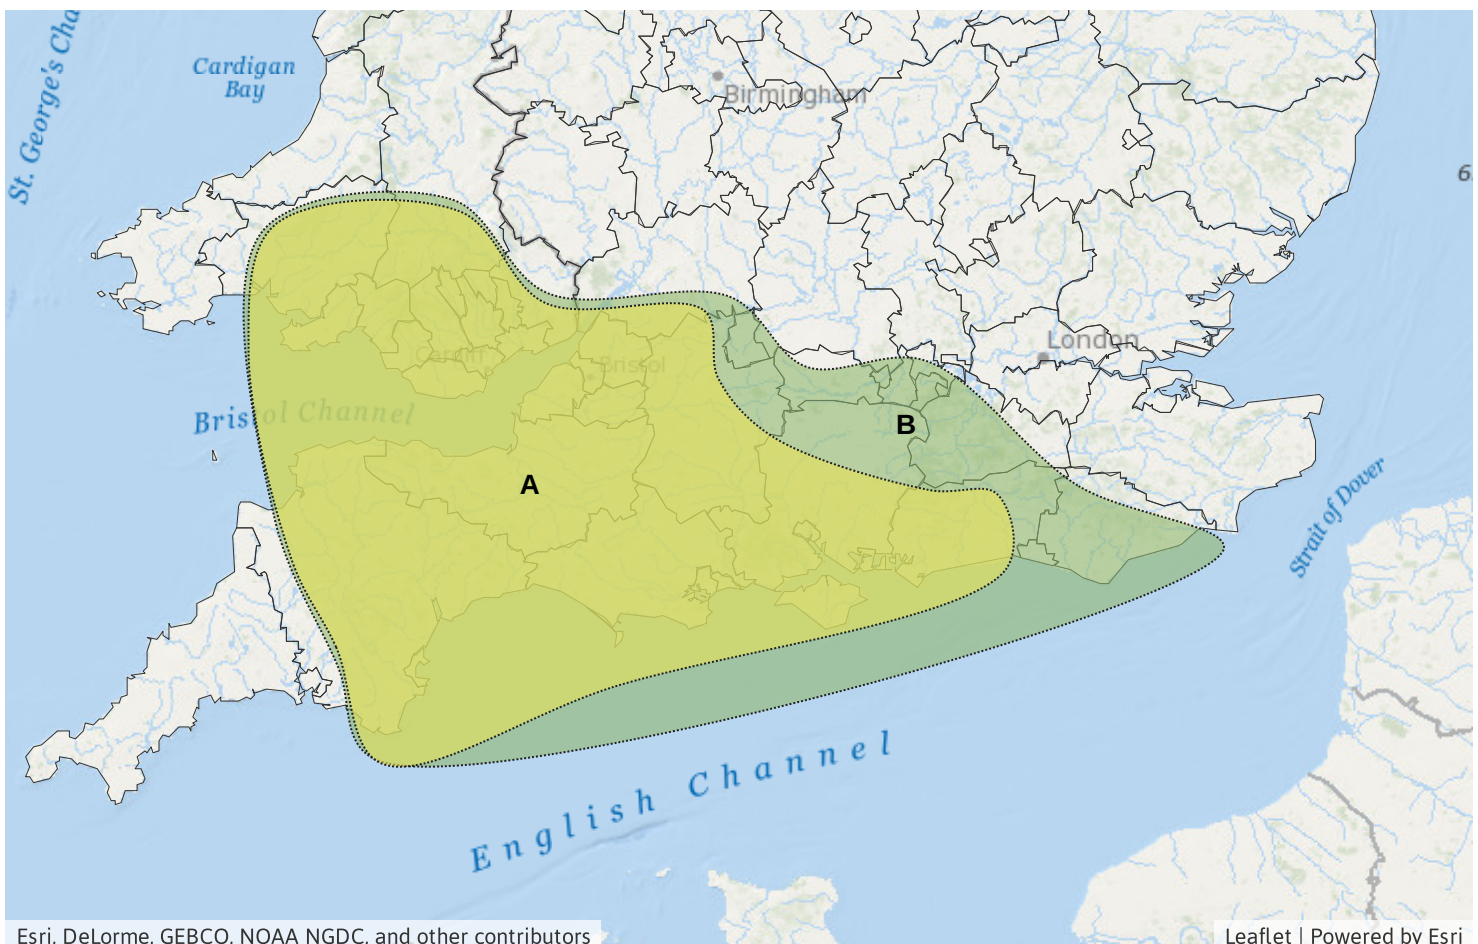 St. George's Cha
Cardigan
Bay
Birmingham
6
London
Cardiff
Bristol
Bristol Channel
B
A
Strait of Dover
English Channel
Esri, DeLorme, GEBCO, NOAA NGDC, and other contributors
Leaflet | Powered by Esri